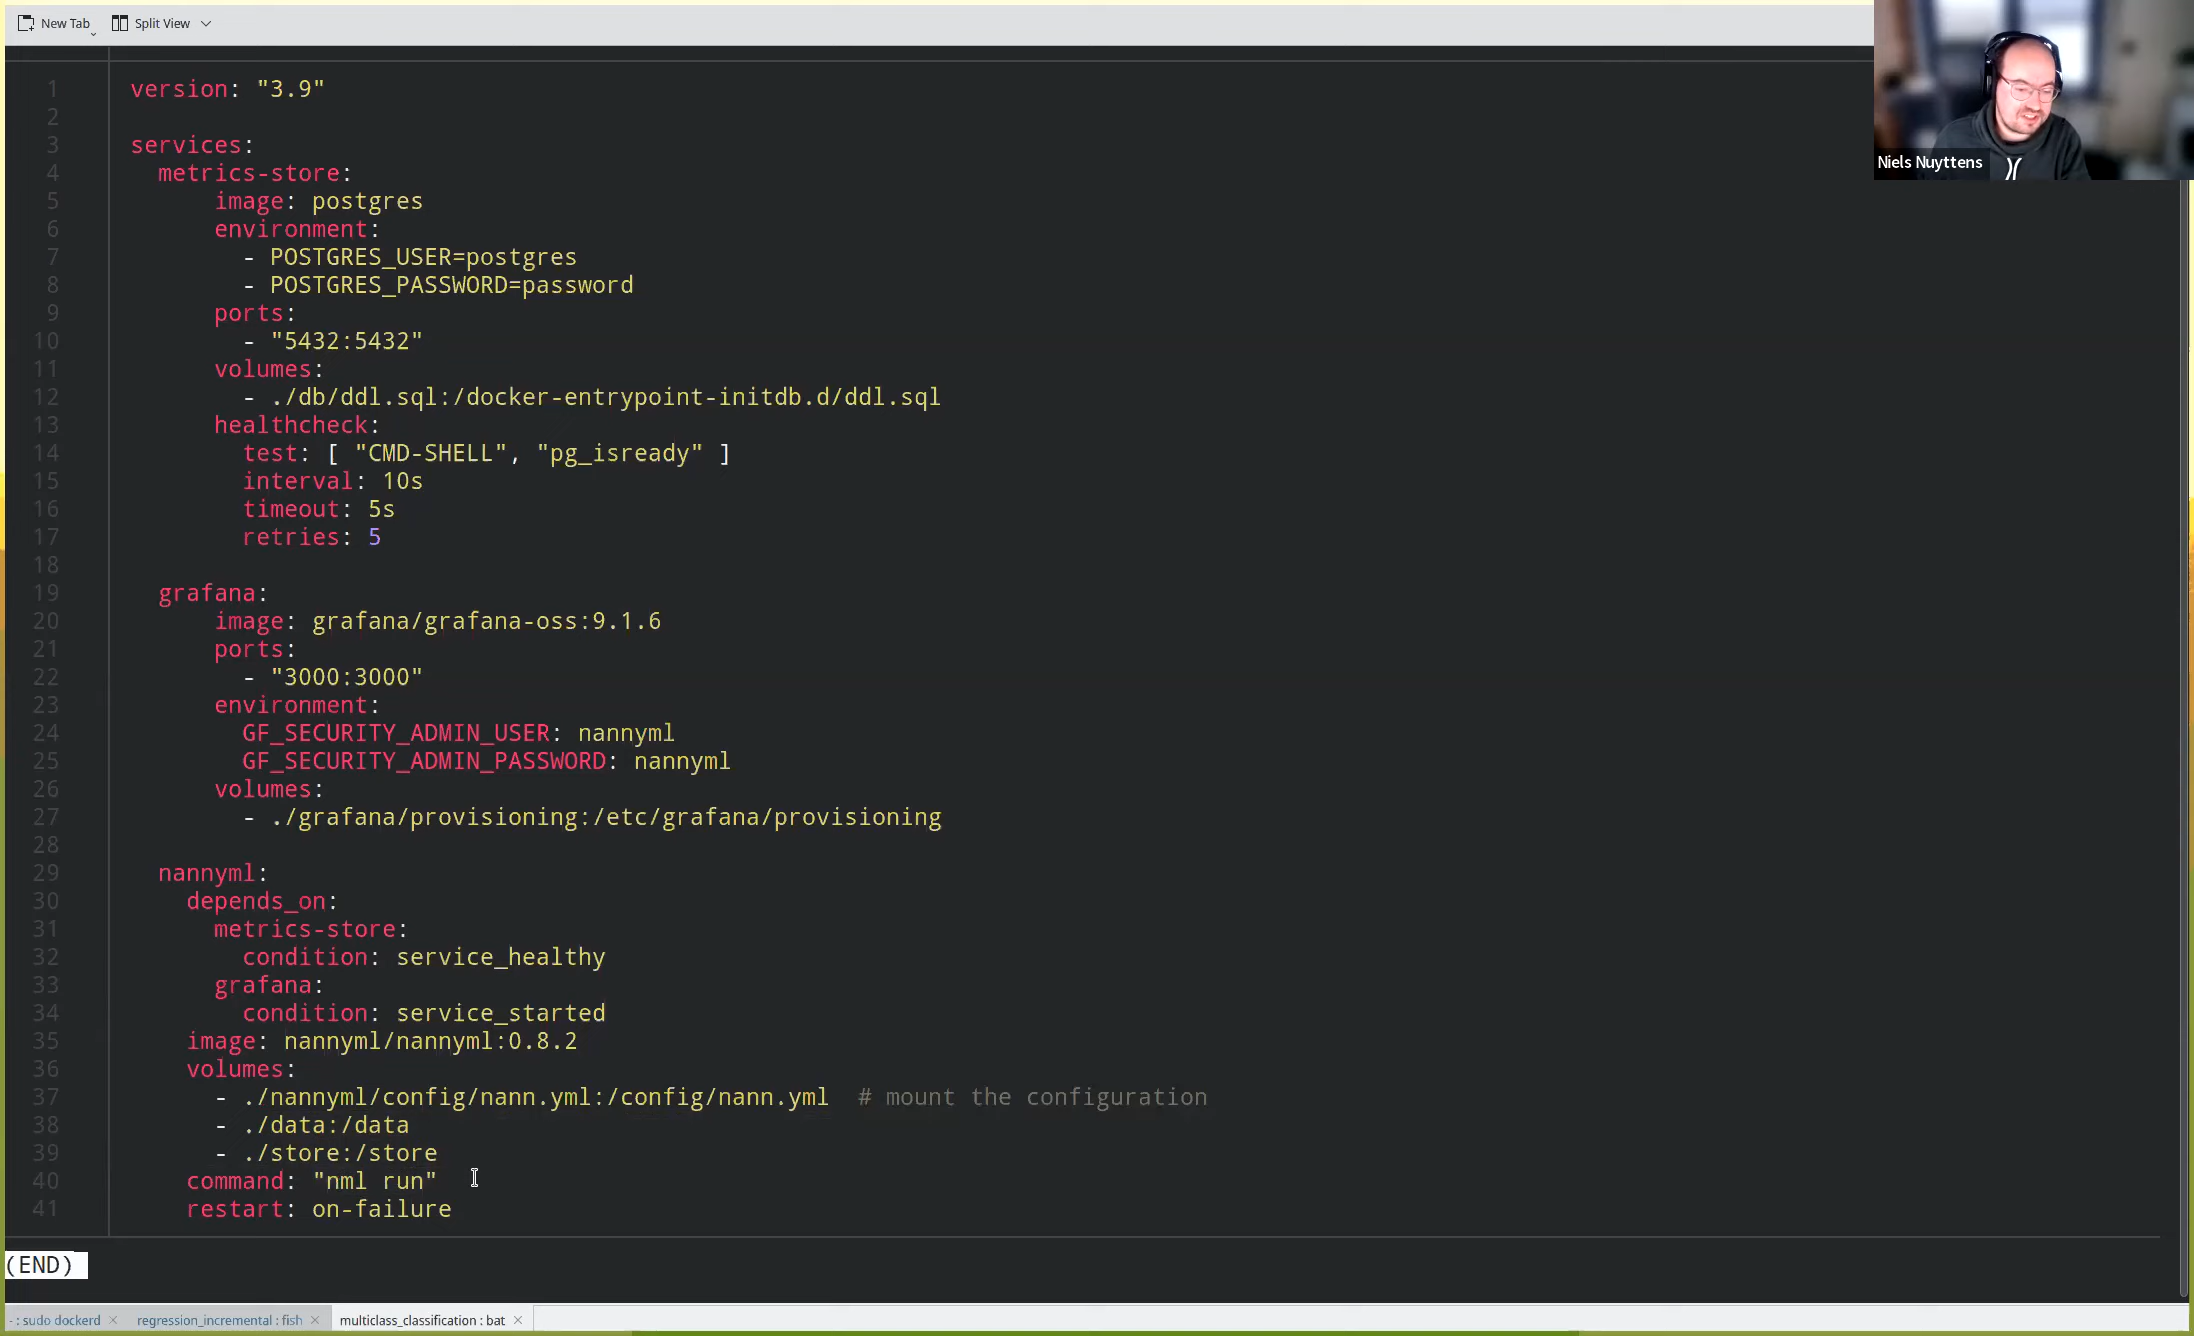 New Tab Split View
Niels Nuyttens
1 version: "3.9"
2
3 services:
4 metrics-store:
5 image: postgres
6 environment:
7 - POSTGRES_USER=postgres
8 - POSTGRES_PASSWORD=password
9 ports:
10 - "5432:5432"
11 volumes:
12 - ./db/ddl.sql:/docker-entrypoint-initdb.d/ddl.sql
13 healthcheck:
14 test: [ "CMD-SHELL", "pg_isready" ]
15 interval: 10s
16 timeout: 5s
17 retries: 5
18
19 grafana:
20 image: grafana/grafana-oss:9.1.6
21 ports:
22 - "3000:3000"
23 environment:
24 GF_SECURITY_ADMIN_USER: nannyml
25 GF_SECURITY_ADMIN_PASSWORD: nannyml
26 volumes:
27 - ./grafana/provisioning:/etc/grafana/provisioning
28
29 nannyml:
30 depends_on:
31 metrics-store:
32 condition: service_healthy
33 grafana:
34 condition: service_started
35 image: nannyml/nannyml:0.8.2
36 volumes:
37 - ./nannyml/config/nann.yml:/config/nann.yml # mount the configuration
38 - ./data:/data
39 - ./store:/store
40 command: "nml run"
41 restart: on-failure
(END)
- : sudo dockerd regression_incremental : fish multiclass_classification : bat